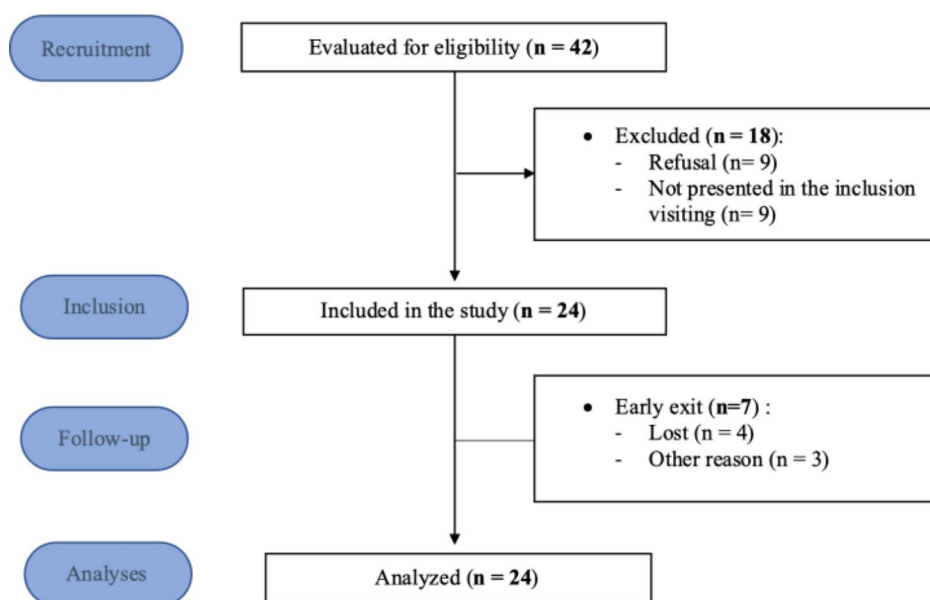 Recruitment
Evaluated for eligibility (n = 42)
• Excluded (n = 18):
- Refusal (n= 9)
- Not presented in the inclusion
visiting (n= 9)
Inclusion
Included in the study (n = 24)
• Early exit (n=7) :
- Lost (n = 4)
- Other reason (n = 3)
Follow-up
Analyses
Analyzed (n = 24)